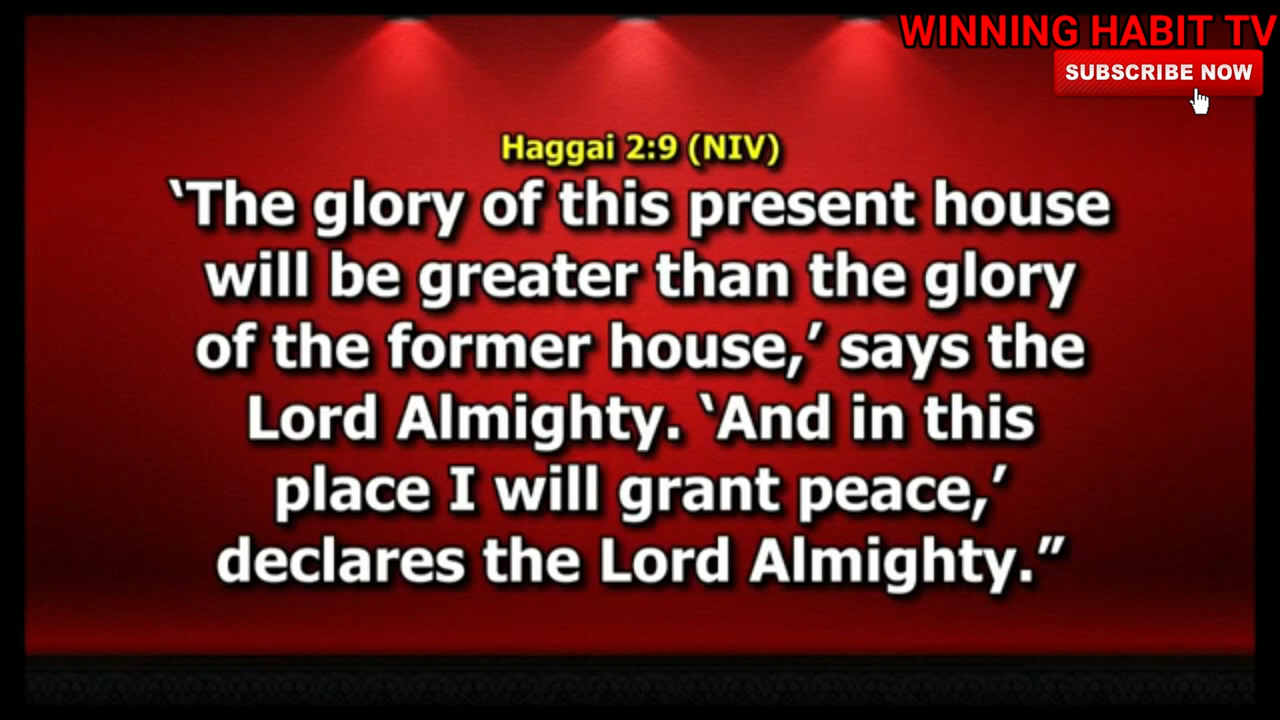 WINNING HABIT TV
SUBSCRIBE NOW
Haggai 2:9 (NIV)
‘The glory of this present house
will be greater than the glory
of the former house,’ says the
Lord Almighty. ‘And in this
place I will grant peace,’
declares the Lord Almighty.”